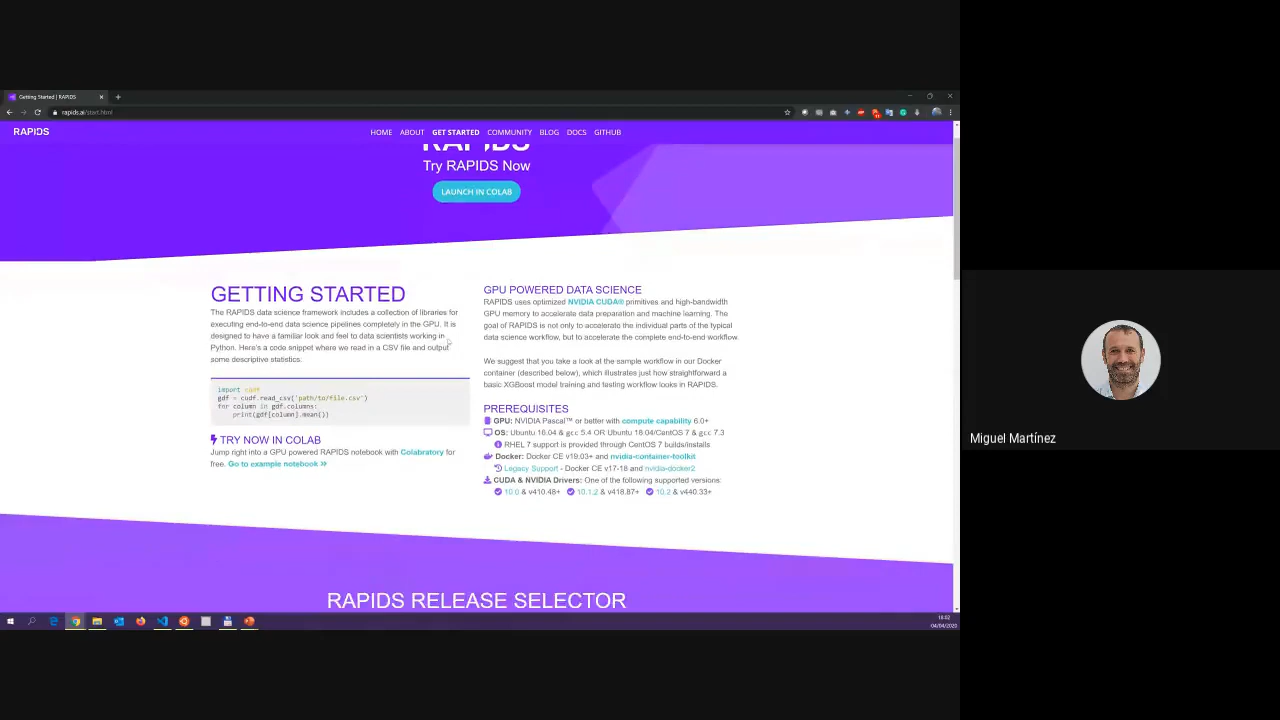 Getting Started | RAPIDS
rapids.ai/start.html
RAPIDS
HOME ABOUT GET STARTED COMMUNITY BLOG DOCS GITHUB
RAPIDS
Try RAPIDS Now
LAUNCH IN COLAB
GETTING STARTED
The RAPIDS data science framework includes a collection of libraries for
executing end-to-end data science pipelines completely in the GPU. It is
designed to have a familiar look and feel to data scientists working in
Python. Here's a code snippet where we read in a CSV file and output
some descriptive statistics.
import cudf
gdf = cudf.read_csv('path/to/file.csv')
for column in gdf.columns:
print(gdf[column].mean())
TRY NOW IN COLAB
Jump right into a GPU powered RAPIDS notebook with Colaboratory for
free. Go to example notebook »
GPU POWERED DATA SCIENCE
RAPIDS uses optimized NVIDIA CUDA® primitives and high-bandwidth
GPU memory to accelerate data preparation and machine learning. The
goal of RAPIDS is not only to accelerate the individual parts of the typical
data science workflow, but to accelerate the complete end-to-end workflow.
We suggest that you take a look at the sample workflow in our Docker
container (described below), which illustrates just how straightforward a
basic XGBoost model training and testing workflow looks in RAPIDS.
PREREQUISITES
GPU: NVIDIA Pascal™ or better with compute capability 6.0+
OS: Ubuntu 16.04 & gcc 5.4 OR Ubuntu 18.04/CentOS 7 & gcc 7.3
RHEL 7 support is provided through CentOS 7 builds/installs
Docker: Docker CE v19.03+ and nvidia-container-toolkit
Legacy Support - Docker CE v17-18 and nvidia-docker2
CUDA & NVIDIA Drivers: One of the following supported versions:
10.0 & v410.48+ 10.1.2 & v418.87+ 10.2 & v440.33+
RAPIDS RELEASE SELECTOR
04/04/2020
Miguel Martínez